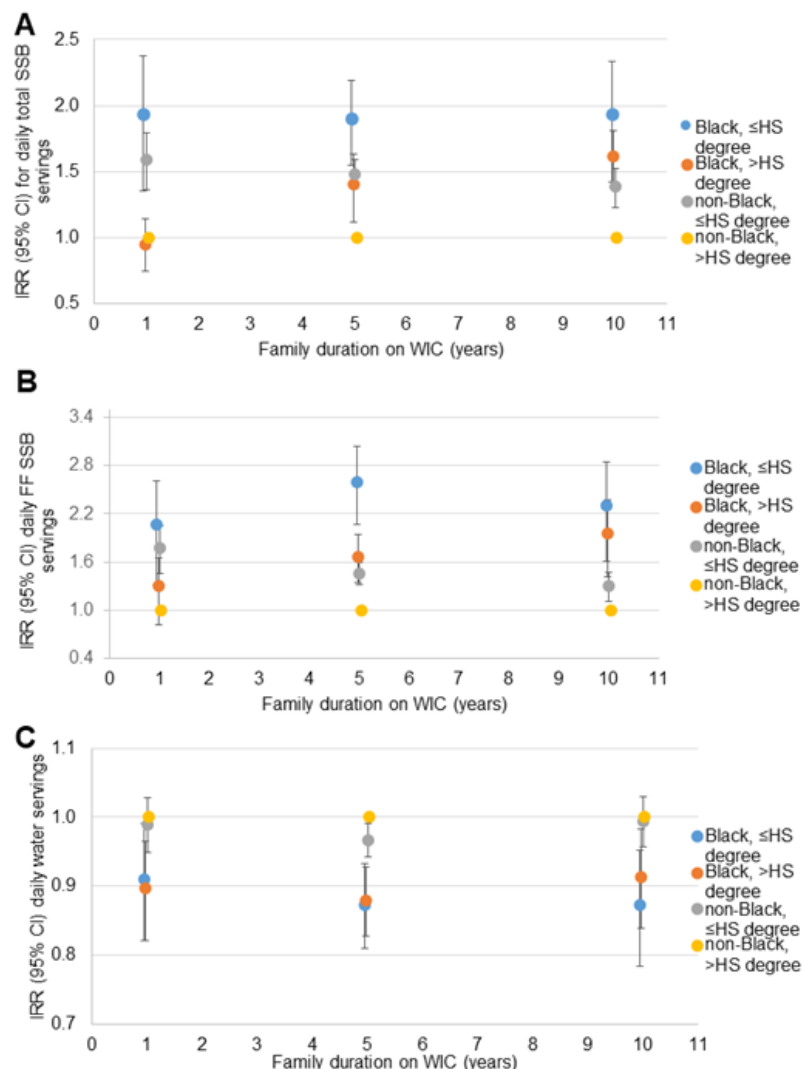 A
2.5
2.0
1.5
1.0
0.5
IRR (95% CI) for daily total SSB
servings
0 1 2 3 4 5 6 7 8 9 10 11
Family duration on WIC (years)
Black, ≤HS
degree
Black, >HS
degree
non-Black,
≤HS degree
non-Black,
>HS degree
B
3.4
2.8
2.2
1.6
1.0
0.4
IRR (95% CI) daily FF SSB
servings
0 1 2 3 4 5 6 7 8 9 10 11
Family duration on WIC (years)
Black, ≤HS
degree
Black, >HS
degree
non-Black,
≤HS degree
non-Black,
>HS degree
C
1.1
1.0
0.9
0.8
0.7
IRR (95% CI) daily water servings
0 1 2 3 4 5 6 7 8 9 10 11
Family duration on WIC (years)
Black, ≤HS
degree
Black, >HS
degree
non-Black,
≤HS degree
non-Black,
>HS degree